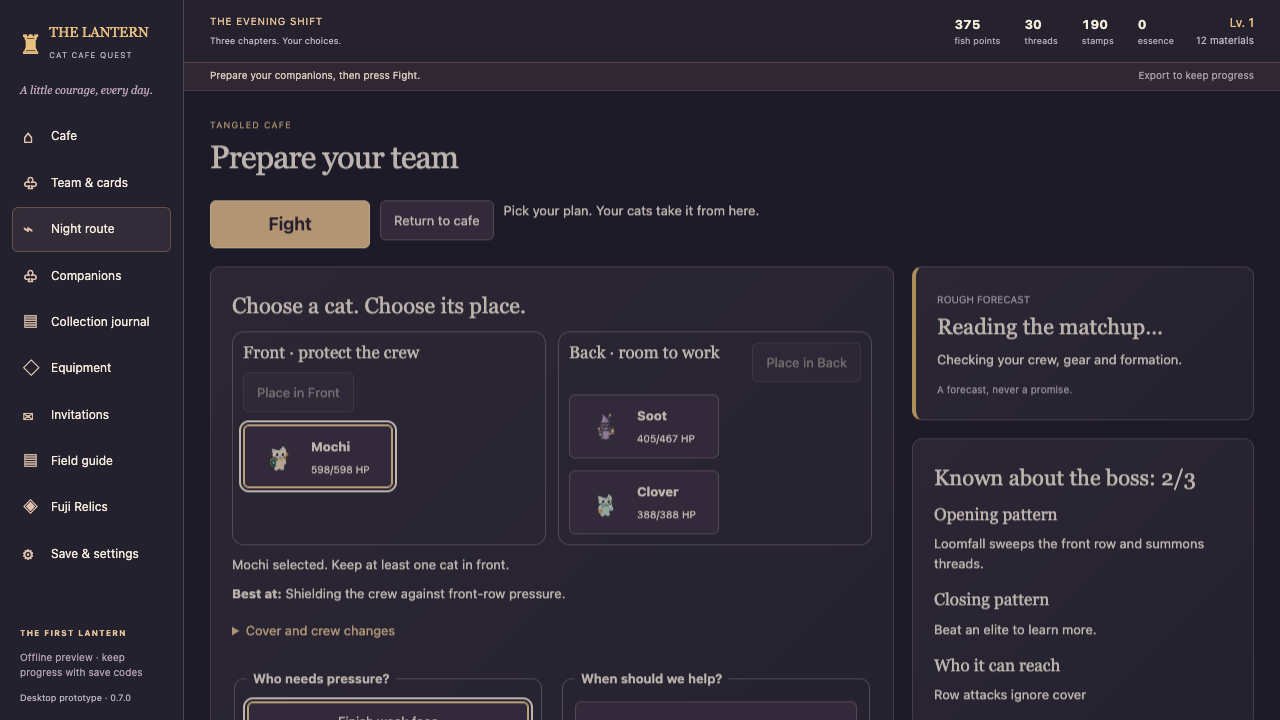 THE LANTERN
CAT CAFE QUEST
A little courage, every day.
Cafe
Team & cards
Night route
Companions
Collection journal
Equipment
Invitations
Field guide
Fuji Relics
Save & settings
THE FIRST LANTERN
Offline preview · keep
progress with save codes
Desktop prototype · 0.7.0
THE EVENING SHIFT
Three chapters. Your choices.
375
fish points
30
threads
190
stamps
0
essence
Lv. 1
12 materials
Prepare your companions, then press Fight.
Export to keep progress
TANGLED CAFE
Prepare your team
Fight
Return to cafe
Pick your plan. Your cats take it from here.
Choose a cat. Choose its place.
Front · protect the crew
Place in Front
Mochi
598/598 HP
Back · room to work
Place in Back
Soot
405/467 HP
Clover
388/388 HP
Mochi selected. Keep at least one cat in front.
Best at: Shielding the crew against front-row pressure.
Cover and crew changes
Who needs pressure?
When should we help?
ROUGH FORECAST
Reading the matchup...
Checking your crew, gear and formation.
A forecast, never a promise.
Known about the boss: 2/3
Opening pattern
Loomfall sweeps the front row and summons
threads.
Closing pattern
Beat an elite to learn more.
Who it can reach
Row attacks ignore cover